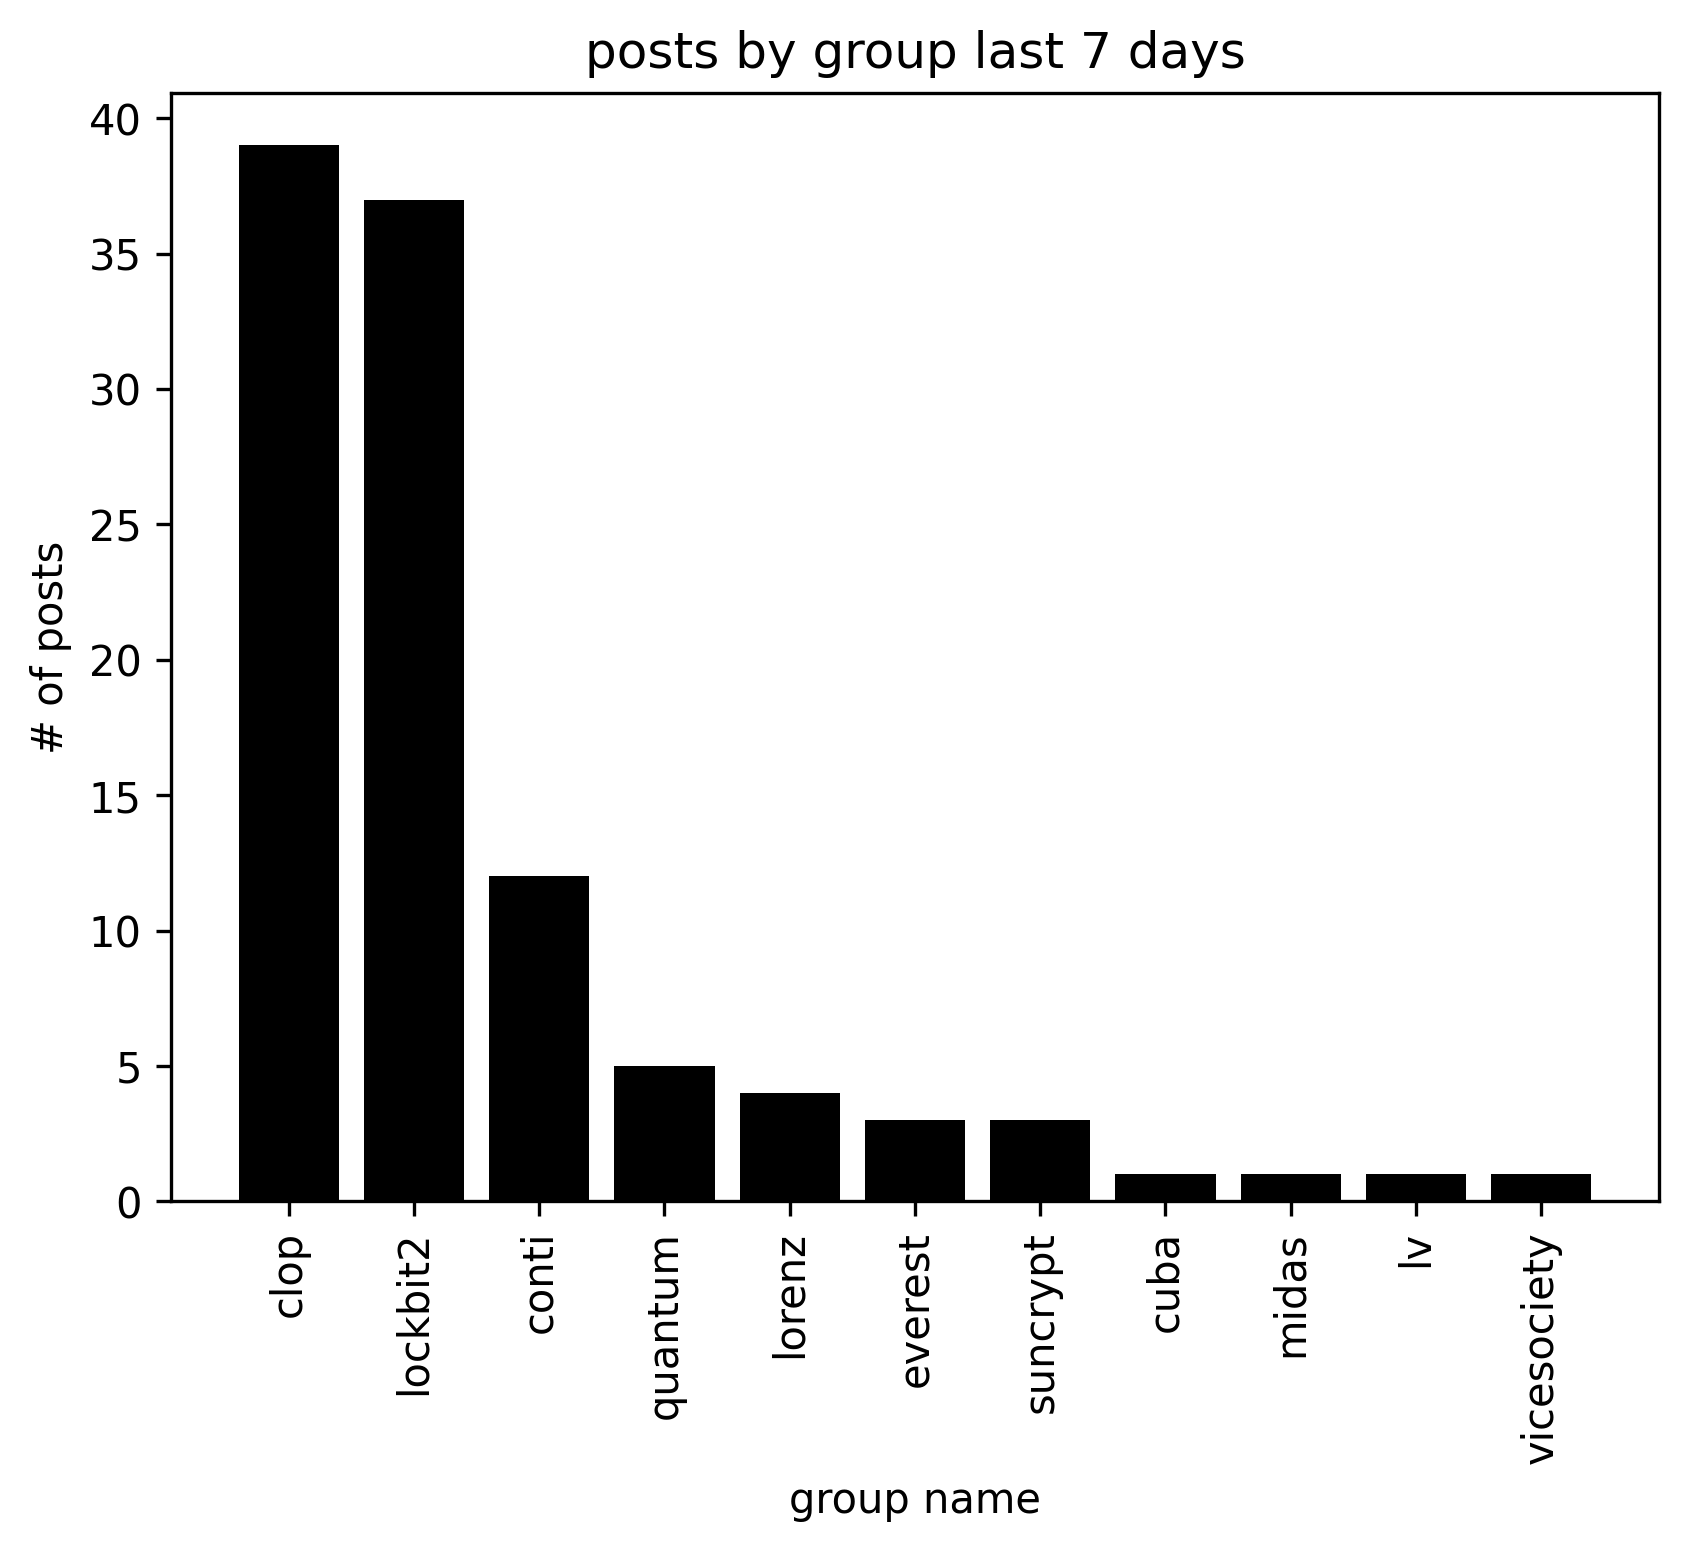 posts by group last 7 days
# of posts
40
35
30
25
20
15
10
5
0
clop
lockbit2
conti
quantum
lorenz
everest
suncrypt
cuba
midas
lv
vicesociety
group name